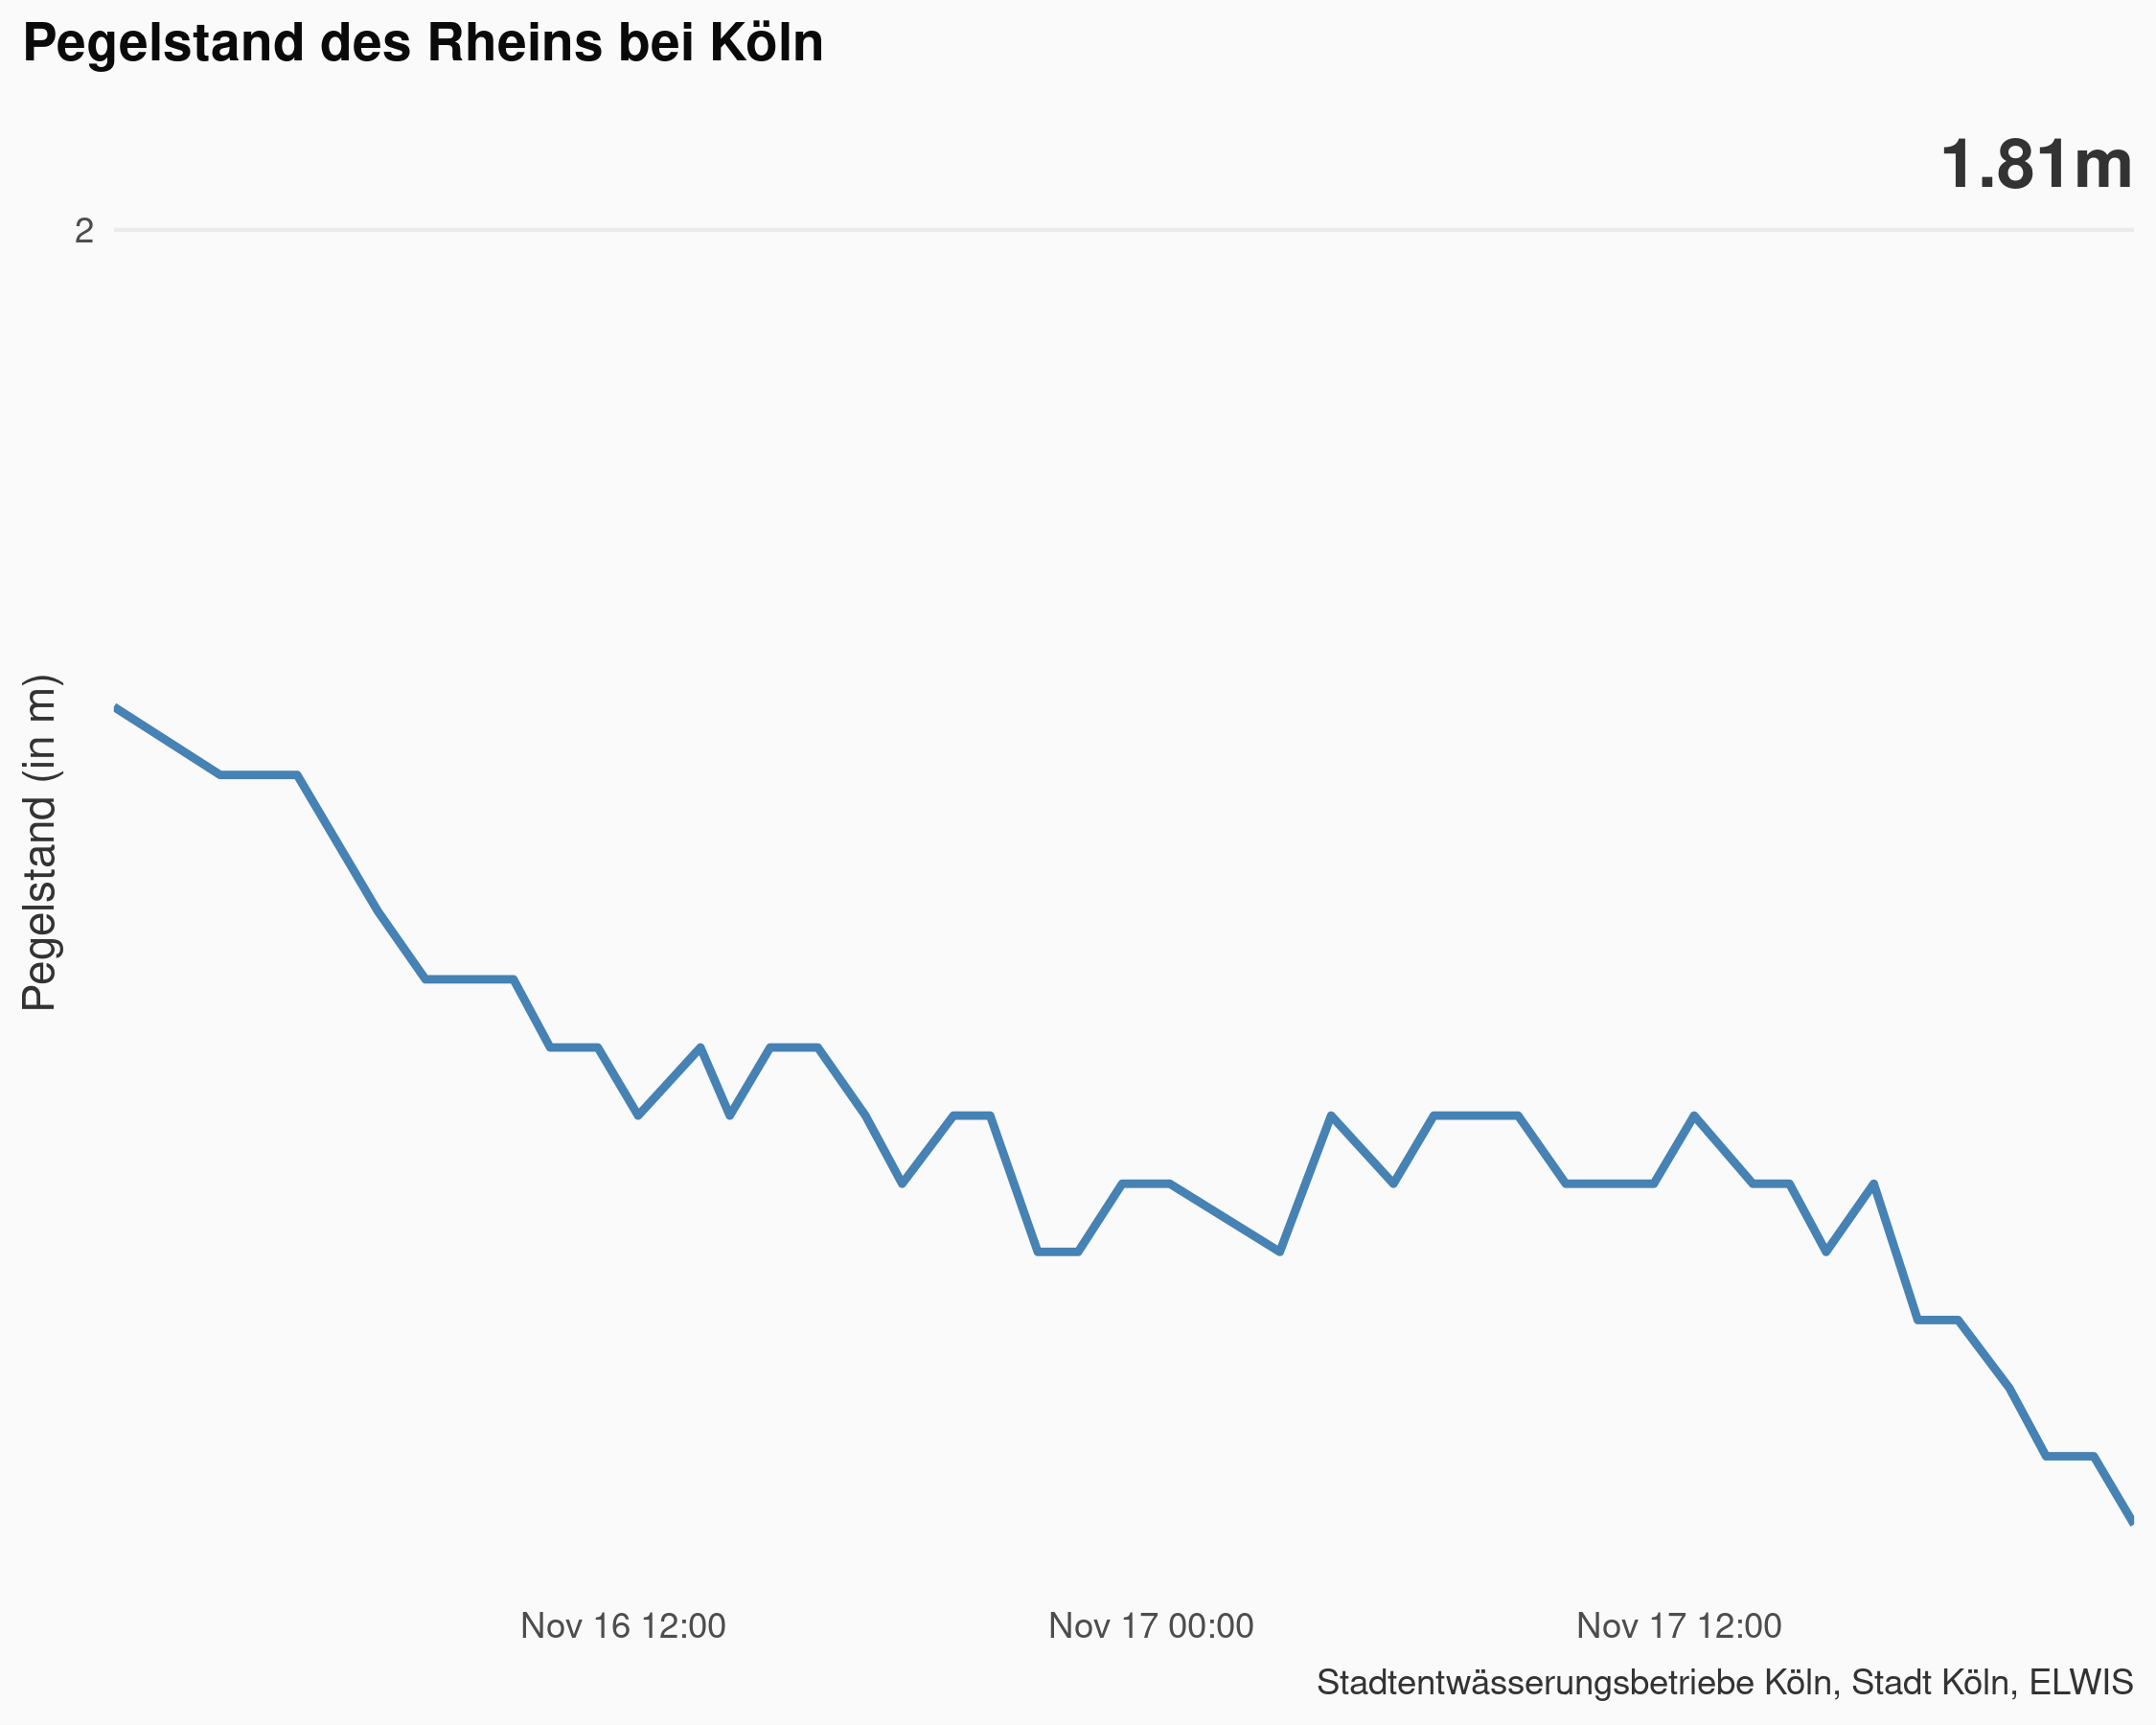 Pegelstand des Rheins bei Köln
1.81m
2
Pegelstand (in m)
Nov 16 12:00
Nov 17 00:00
Nov 17 12:00
Stadtentwässerungsbetriebe Köln, Stadt Köln, ELWIS